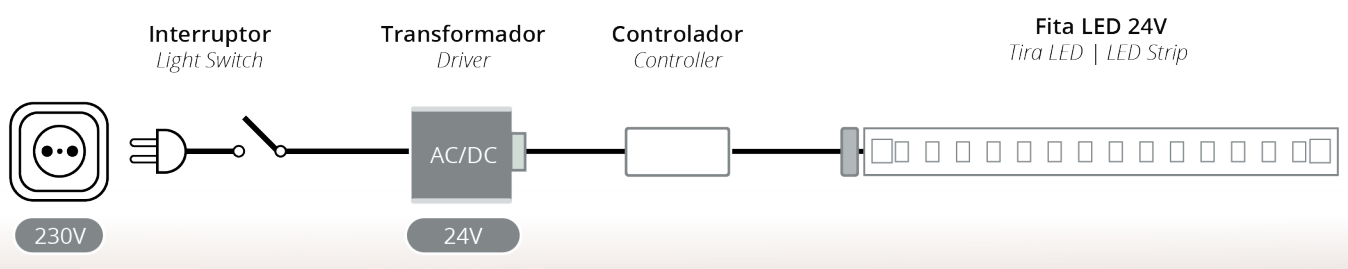 Interruptor
Light Switch
Transformador
Driver
Controlador
Controller
Fita LED 24V
Tira LED | LED Strip
AC/DC
230V
24V